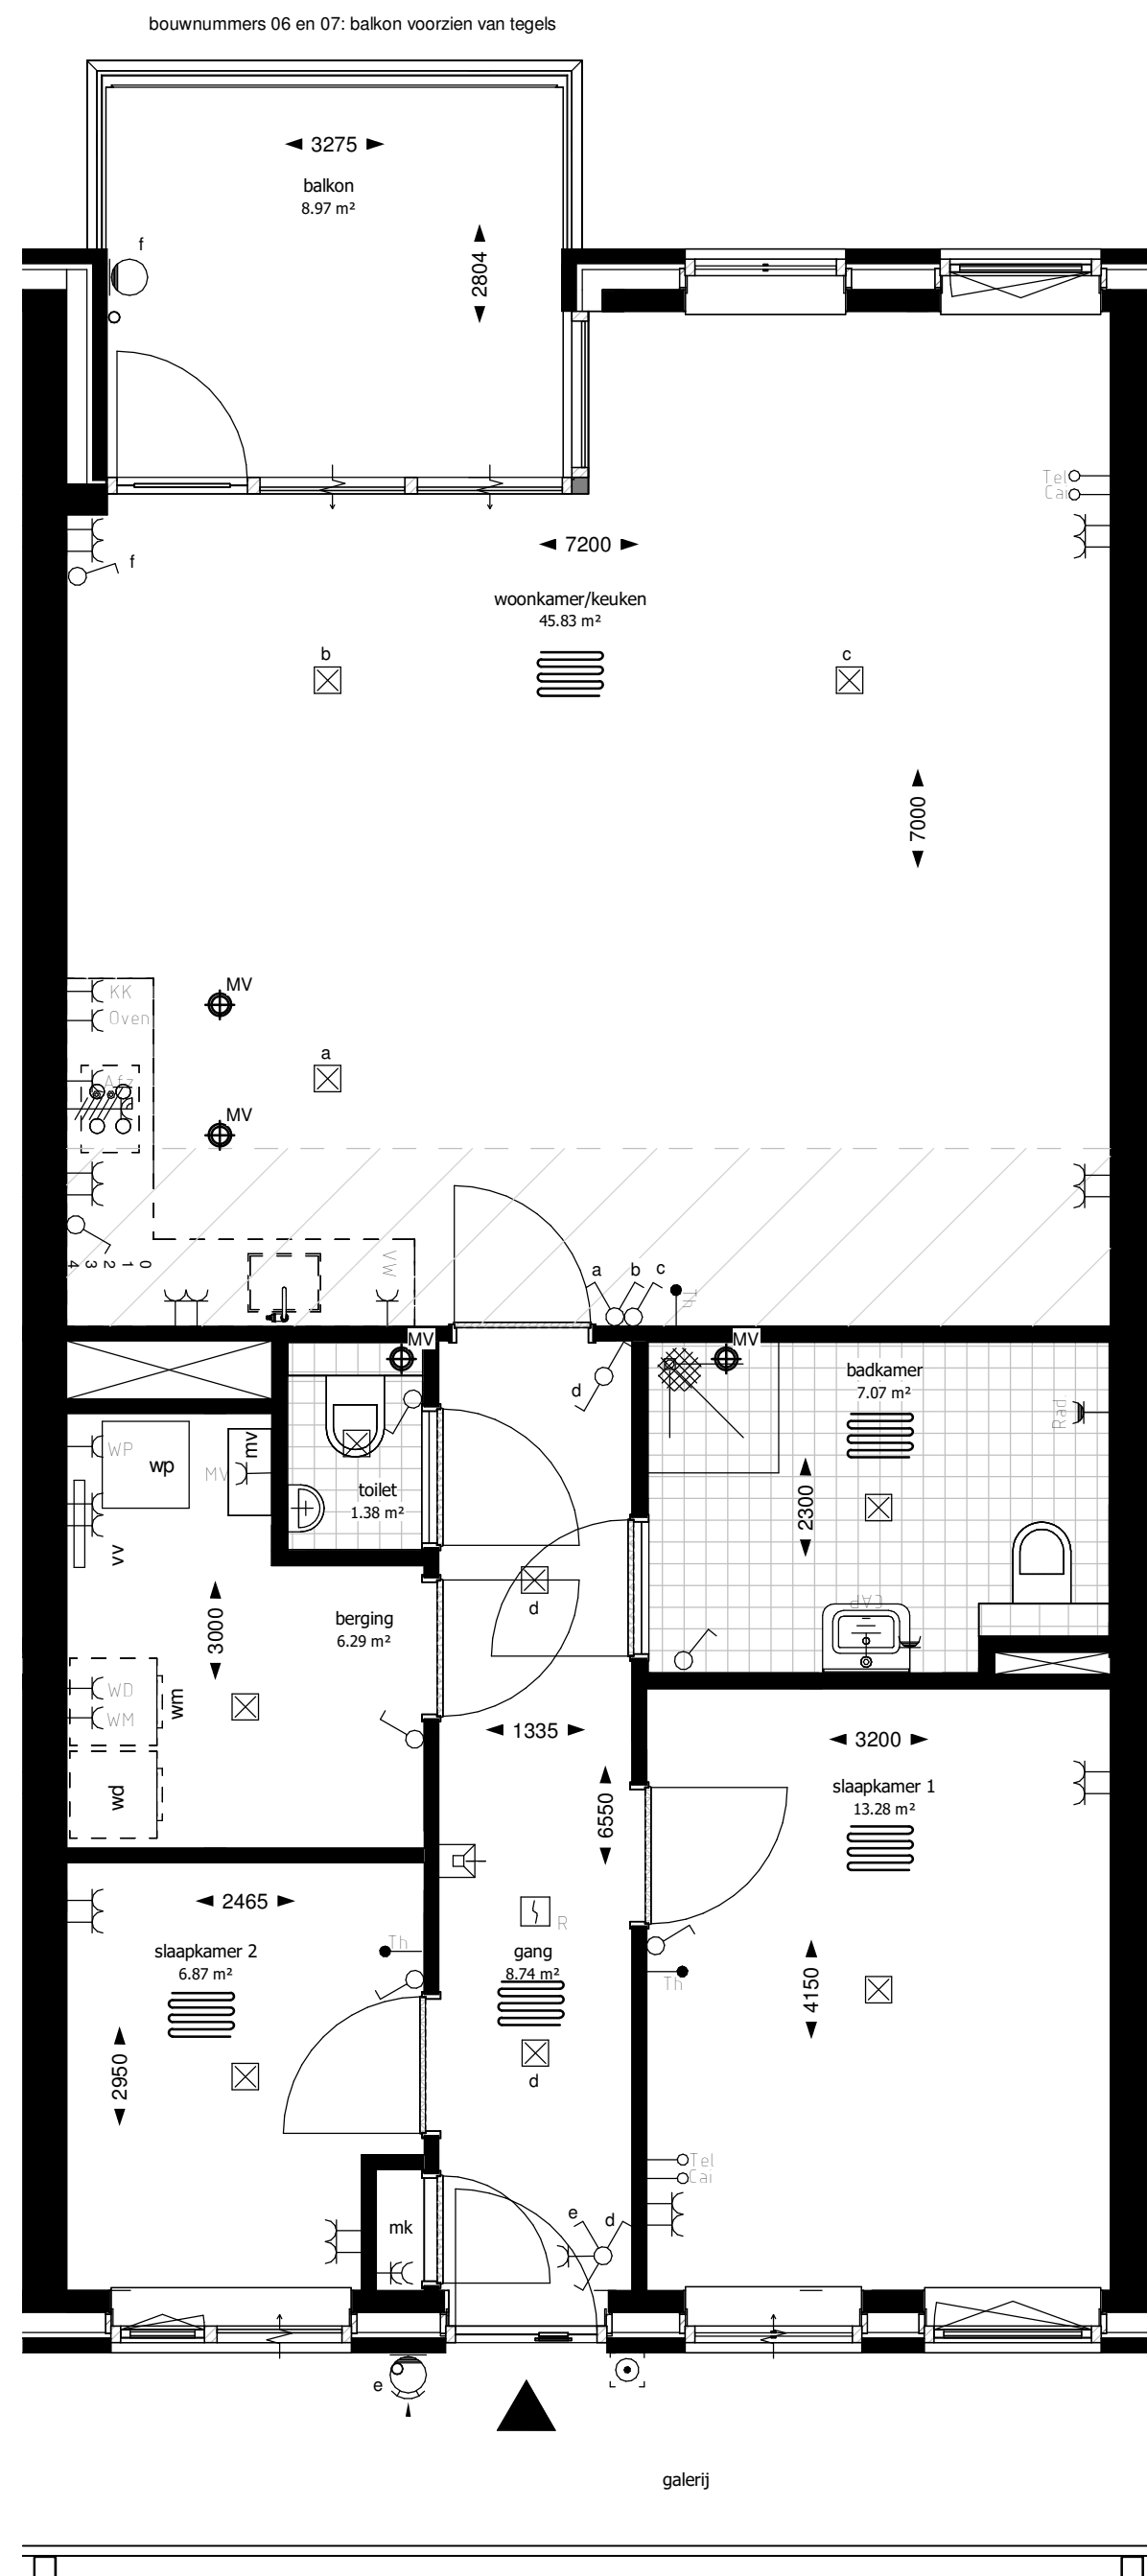 bouwnummers 06 en 07: balkon voorzien van tegels
3275
balkon
8.97 m²
f
2804
Tel
Cai
7200
f
woonkamer/keuken
45.83 m²
b
c
7000
KK
MV
Oven
a
Afz
MV
0 1 2 3 4
VW
a
b
c
Th
MV
MV
d
badkamer
7.07 m²
Rad
WP
wp
mv
MV
toilet
1.38 m²
2300
vv
d
CAP
berging
6.29 m²
3000
WD
WM
wm
1335
3200
wd
slaapkamer 1
13.28 m²
6550
2465
R
slaapkamer 2
6.87 m²
Th
gang
8.74 m²
Th
4150
2950
d
Tel
Cai
mk
e
d
e
galerij